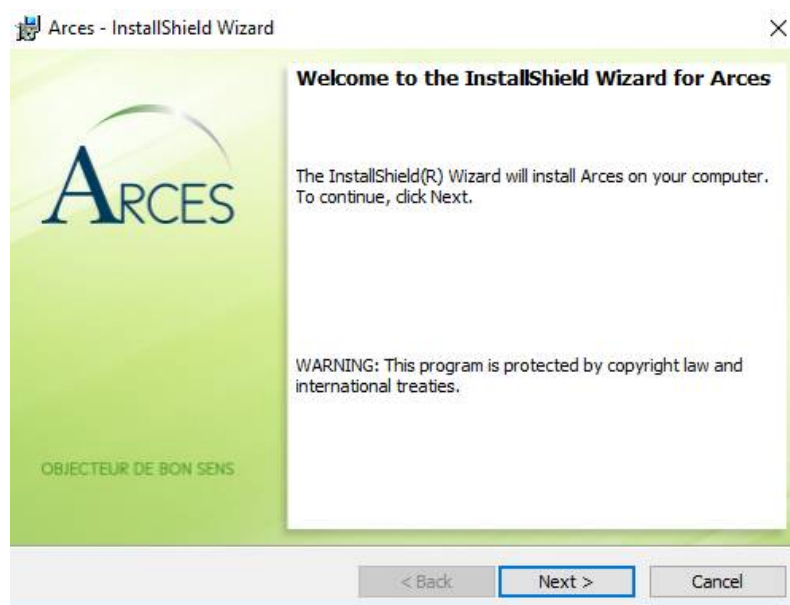 Arces - InstallShield Wizard
Welcome to the InstallShield Wizard for Arces
ARCES
The InstallShield(R) Wizard will install Arces on your computer.
To continue, click Next.
WARNING: This program is protected by copyright law and
international treaties.
OBJECTEUR DE BON SENS
< Back
Next >
Cancel